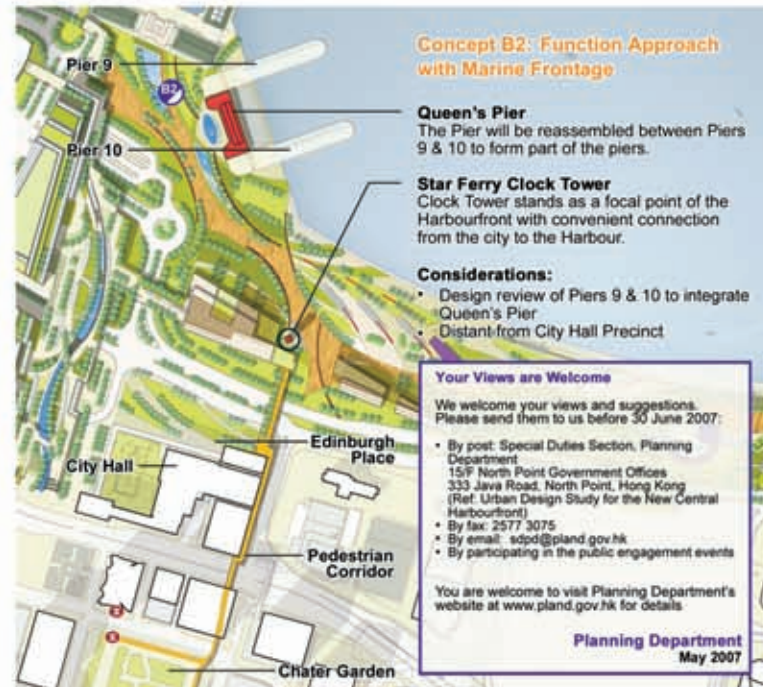 Concept B2: Function Approach
with Marine Frontage
Pier 9
B2
Queen's Pier
The Pier will be reassembled between Piers
9 & 10 to form part of the piers.
Pier 10
Star Ferry Clock Tower
Clock Tower stands as a focal point of the
Harbourfront with convenient connection
from the city to the Harbour.
Considerations:
• Design review of Piers 9 & 10 to integrate
Queen's Pier
• Distant from City Hall Precinct
Your Views are Welcome
We welcome your views and suggestions.
Please send them to us before 30 June 2007:
• By post: Special Duties Section, Planning
Department
15/F North Point Government Offices
333 Java Road, North Point, Hong Kong
(Ref: Urban Design Study for the New Central
Harbourfront)
• By fax: 2577 3075
• By email: sdpd@pland.gov.hk
• By participating in the public engagement events
You are welcome to visit Planning Department's
website at www.pland.gov.hk for details
Planning Department
May 2007
Edinburgh
Place
City Hall
Pedestrian
Corridor
Chater Garden